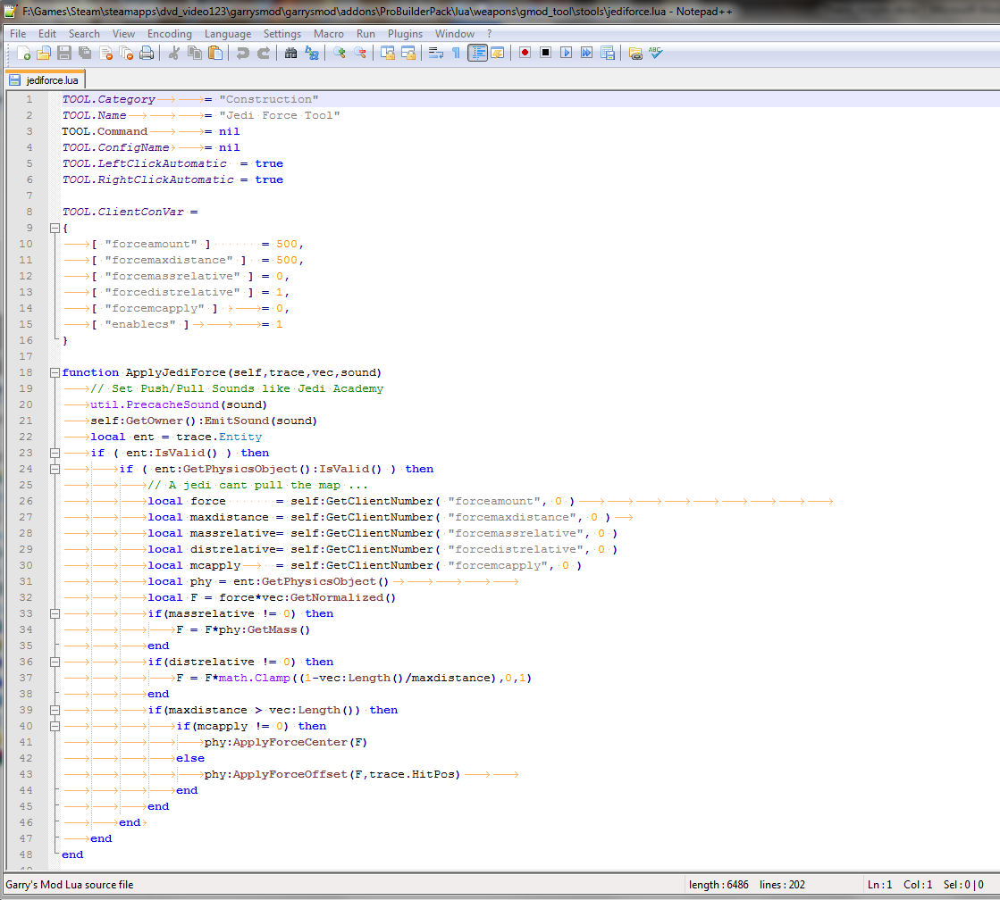 F:\Games\Steam\steamapps\dvd_video123\garrysmod\garrysmod\addons\ProBuilderPack\lua\weapons\gmod_tool\stools\jediforce.lua - Notepad++
File Edit Search View Encoding Language Settings Macro Run Plugins Window ?
jediforce.lua
1 TOOL.Category = "Construction"
2 TOOL.Name = "Jedi Force Tool"
3 TOOL.Command = nil
4 TOOL.ConfigName = nil
5 TOOL.LeftClickAutomatic = true
6 TOOL.RightClickAutomatic = true
7
8 TOOL.ClientConVar =
9 {
10 [ "forceamount" ] = 500,
11 [ "forcemaxdistance" ] = 500,
12 [ "forcemassrelative" ] = 0,
13 [ "forcedistrelative" ] = 1,
14 [ "forcemcapply" ] = 0,
15 [ "enablecs" ] = 1
16 }
17
18 function ApplyJediForce(self,trace,vec,sound)
19 // Set Push/Pull Sounds like Jedi Academy
20 util.PrecacheSound(sound)
21 self:GetOwner():EmitSound(sound)
22 local ent = trace.Entity
23 if ( ent:IsValid() ) then
24 if ( ent:GetPhysicsObject():IsValid() ) then
25 // A jedi cant pull the map ...
26 local force = self:GetClientNumber( "forceamount", 0 )
27 local maxdistance = self:GetClientNumber( "forcemaxdistance", 0 )
28 local massrelative= self:GetClientNumber( "forcemassrelative", 0 )
29 local distrelative= self:GetClientNumber( "forcedistrelative", 0 )
30 local mcapply = self:GetClientNumber( "forcemcapply", 0 )
31 local phy = ent:GetPhysicsObject()
32 local F = force*vec:GetNormalized()
33 if(massrelative != 0) then
34 F = F*phy:GetMass()
35 end
36 if(distrelative != 0) then
37 F = F*math.Clamp((1-vec:Length()/maxdistance),0,1)
38 end
39 if(maxdistance > vec:Length()) then
40 if(mcapply != 0) then
41 phy:ApplyForceCenter(F)
42 else
43 phy:ApplyForceOffset(F,trace.HitPos)
44 end
45 end
46 end
47 end
48 end
Garry's Mod Lua source file length : 6486 lines : 202 Ln : 1 Col : 1 Sel : 0 | 0